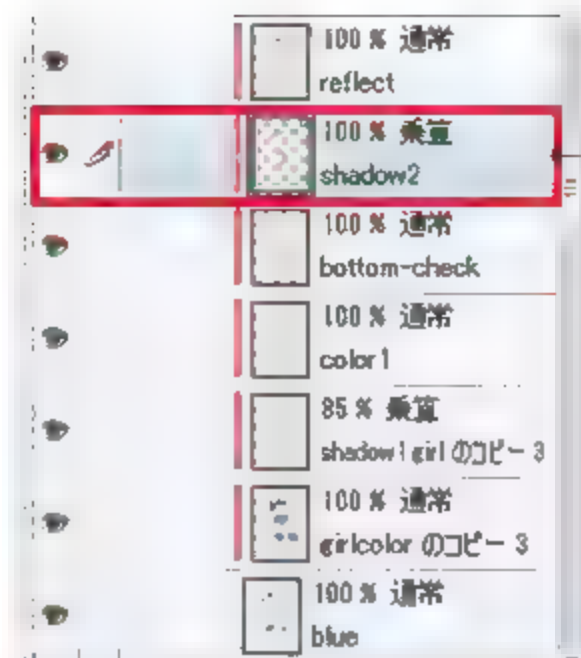 100 % 通常
reflect
100 % 乗算
shadow2
100 % 通常
bottom-check
100 % 通常
color1
85 % 乗算
shadow1girl のコピー 3
100 % 通常
girlcolor のコピー 3
100 % 通常
blue